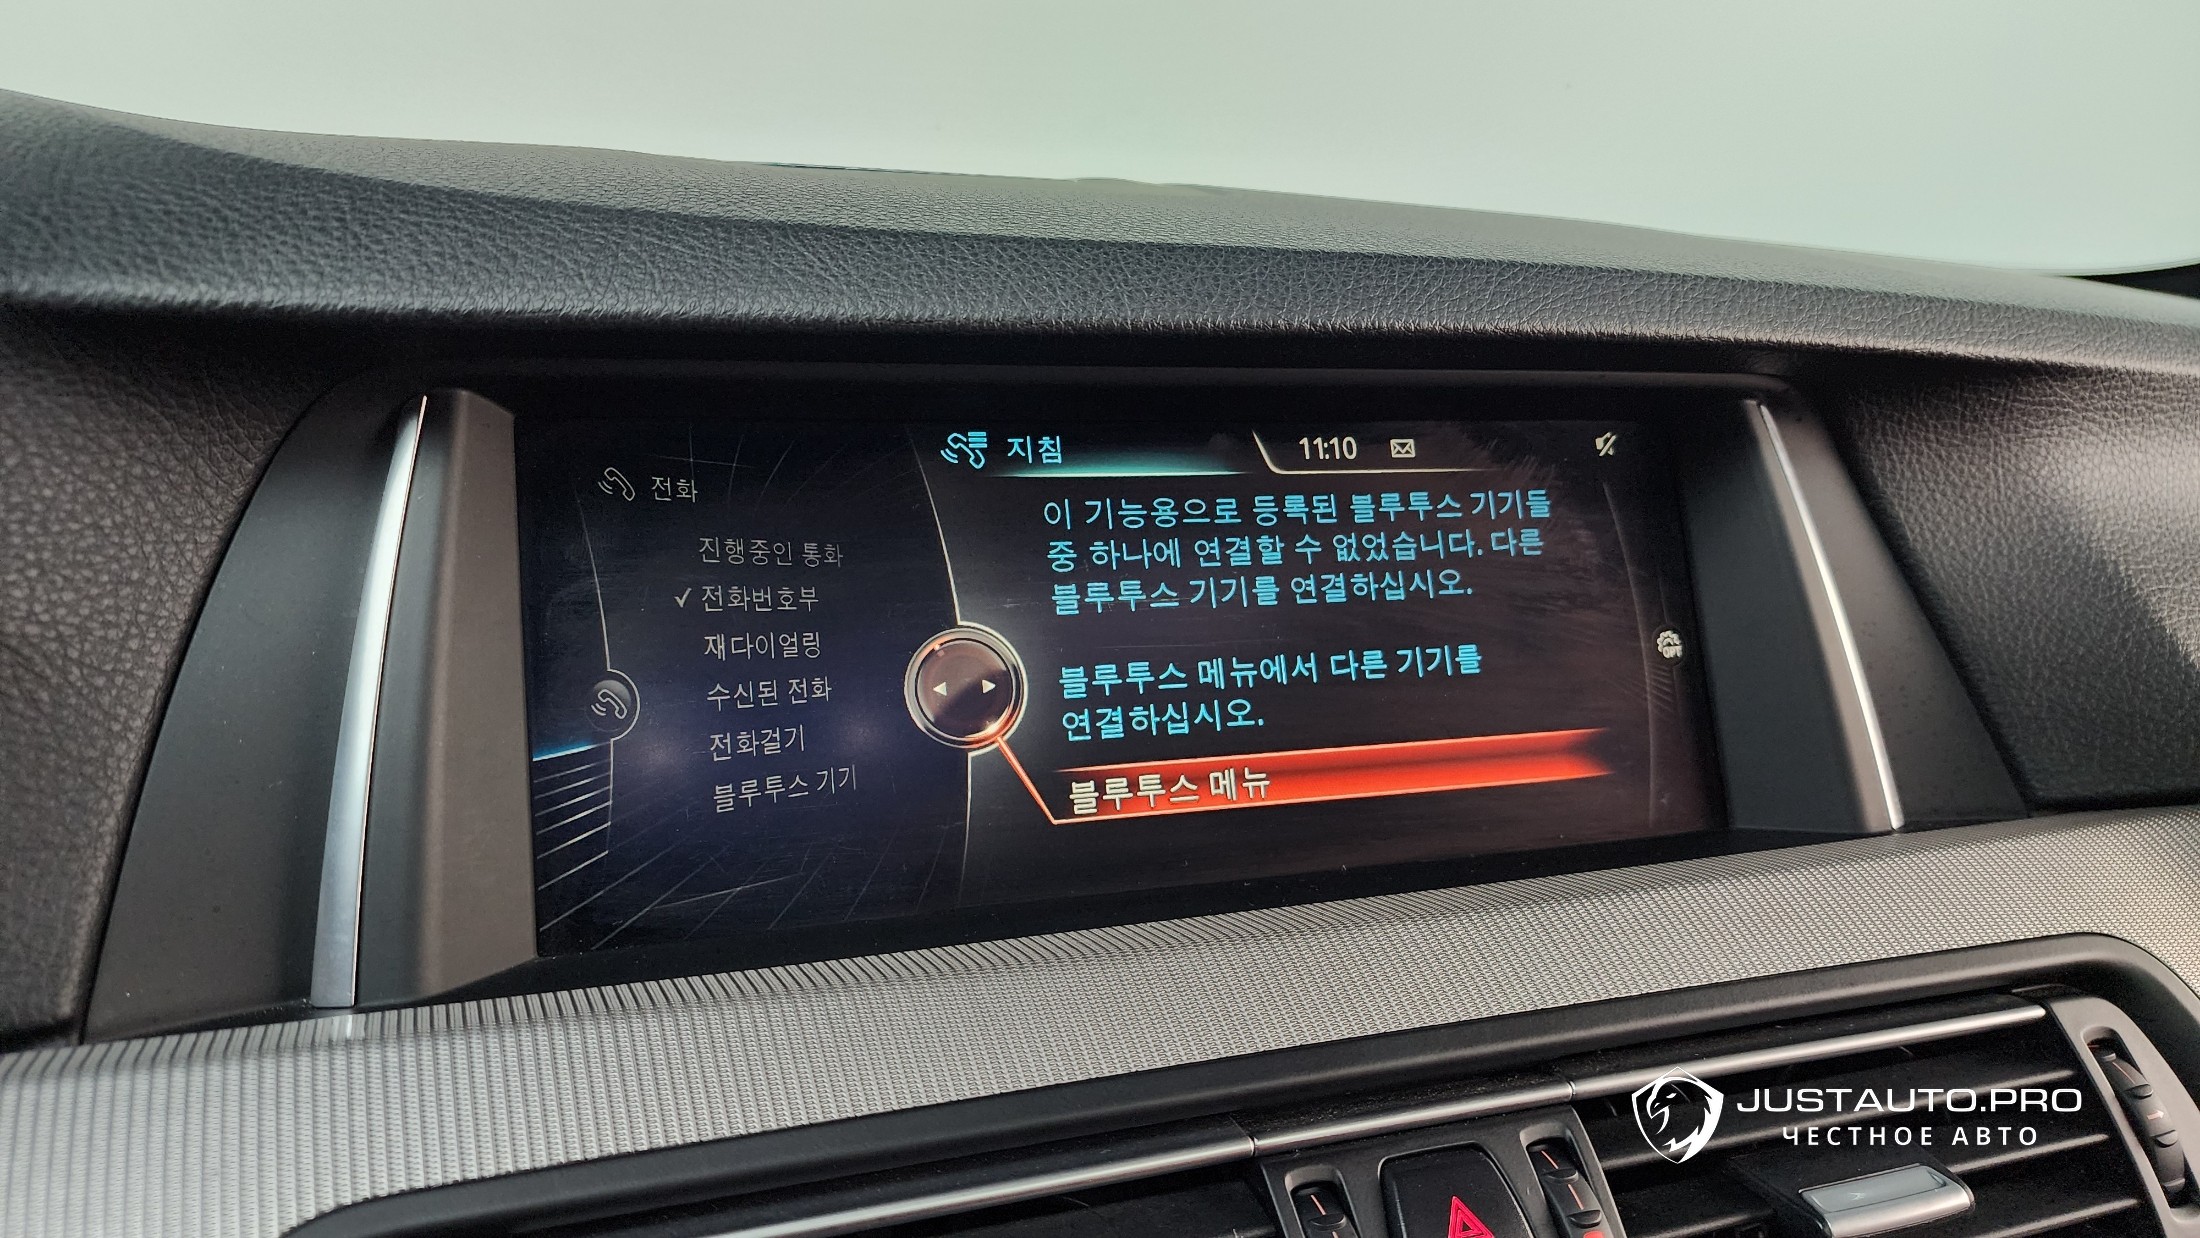 전화
진행중인 통화
✓ 전화번호부
재다이얼링
수신된 전화
전화걸기
블루투스 기기
지침
11:10
이 기능용으로 등록된 블루투스 기기들
중 하나에 연결할 수 없었습니다. 다른
블루투스 기기를 연결하십시오.
블루투스 메뉴에서 다른 기기를
연결하십시오.
블루투스 메뉴
OPT
JUSTAUTO.PRO
ЧЕСТНОЕ АВТО